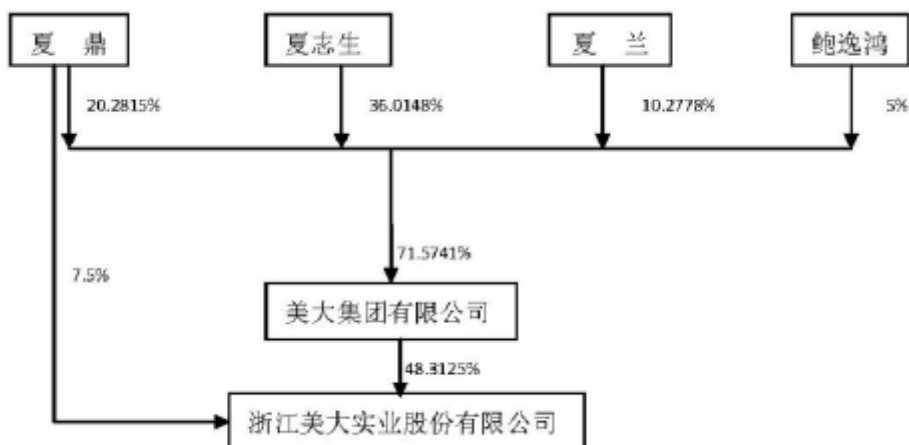 夏　鼎
夏志生
夏　兰
鲍逸鸿
20.2815%
36.0148%
10.2778%
5%
71.5741%
7.5%
美大集团有限公司
48.3125%
浙江美大实业股份有限公司